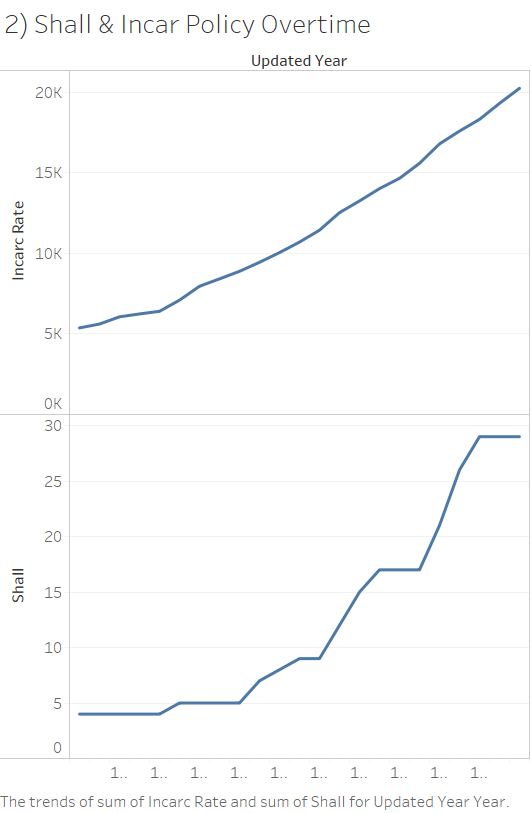 2) Shall & Incar Policy Overtime
Updated Year
20K
15K
10K
5K
0K
Incarc Rate
30
25
20
15
10
5
0
Shall
1.. 1.. 1.. 1.. 1.. 1.. 1.. 1.. 1.. 1..
The trends of sum of Incarc Rate and sum of Shall for Updated Year Year.